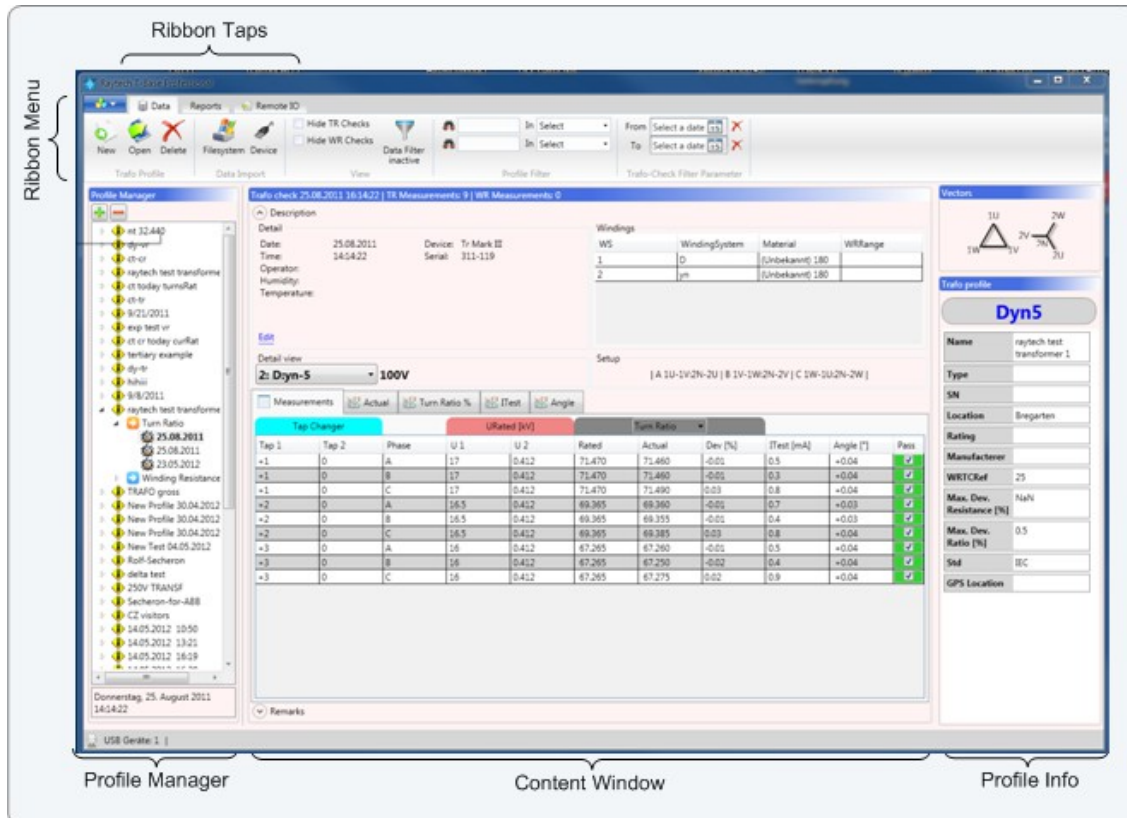 Ribbon Taps
Ribbon Menu
Raytech T-Base Professional
Data Reports Remote IO
New Open Delete Filesystem Device
Hide TR Checks
Hide WR Checks
Data Filter
inactive
In Select
In Select
From Select a date 15
To Select a date 15
Trafo Profile Data Import View Profile Filter Trafo-Check Filter Parameter
Profile Manager
nt 32.440
dy-vr
ct-cr
raytech test transforme
ct today turnsRat
ct-tr
9/21/2011
exp test vr
ct cr today curRat
tertiary example
dy-tr
hihiii
9/8/2011
raytech test transforme
Turn Ratio
25.08.2011
25.08.2011
23.05.2012
Winding Resistance
TRAFO gross
New Profile 30.04.2012
New Profile 30.04.2012
New Profile 30.04.2012
New Test 04.05.2012
Rolf-Secheron
delta test
250V TRANSF
Secheron-for-ABB
CZ visitors
14.05.2012 10:50
14.05.2012 13:21
14.05.2012 16:19
Donnerstag, 25. August 2011
14:14:22
Trafo check 25.08.2011 16:14:22 | TR Measurements: 9 | WR Measurements: 0
Description
Detail
Date: 25.08.2011 Device: Tr Mark III
Time: 14:14:22 Serial: 311-119
Operator:
Humidity:
Temperature:
Edit
Windings
WS WindingSystem Material WRRange
1 D (Unbekannt) 180
2 yn (Unbekannt) 180
Detail view
2: D:yn-5 100V
Setup
| A 1U-1V:2N-2U | B 1V-1W:2N-2V | C 1W-1U:2N-2W |
Measurements Actual Turn Ratio % ITest Angle
Tap Changer URated [kV] Turn Ratio
Tap 1 Tap 2 Phase U 1 U 2 Rated Actual Dev [%] ITest [mA] Angle [°] Pass
+1 0 A 17 0.412 71.470 71.460 -0.01 0.5 +0.04
+1 0 B 17 0.412 71.470 71.460 -0.01 0.3 +0.04
+1 0 C 17 0.412 71.470 71.490 0.03 0.8 +0.04
+2 0 A 16.5 0.412 69.365 69.360 -0.01 0.7 +0.03
+2 0 B 16.5 0.412 69.365 69.355 -0.01 0.4 +0.03
+2 0 C 16.5 0.412 69.365 69.385 0.03 0.8 +0.04
+3 0 A 16 0.412 67.265 67.260 -0.01 0.5 +0.04
+3 0 B 16 0.412 67.265 67.250 -0.02 0.4 +0.04
+3 0 C 16 0.412 67.265 67.275 0.02 0.9 +0.04
Remarks
Vectors
1U 2W
1W 1V 2V 2N 2U
Trafo profile
Dyn5
Name raytech test
transformer 1
Type
SN
Location Bregarten
Rating
Manufacterer
WRTCRef 25
Max. Dev. NaN
Resistance [%]
Max. Dev. 0.5
Ratio [%]
Std IEC
GPS Location
USB Geräte: 1 |
Profile Manager Content Window Profile Info